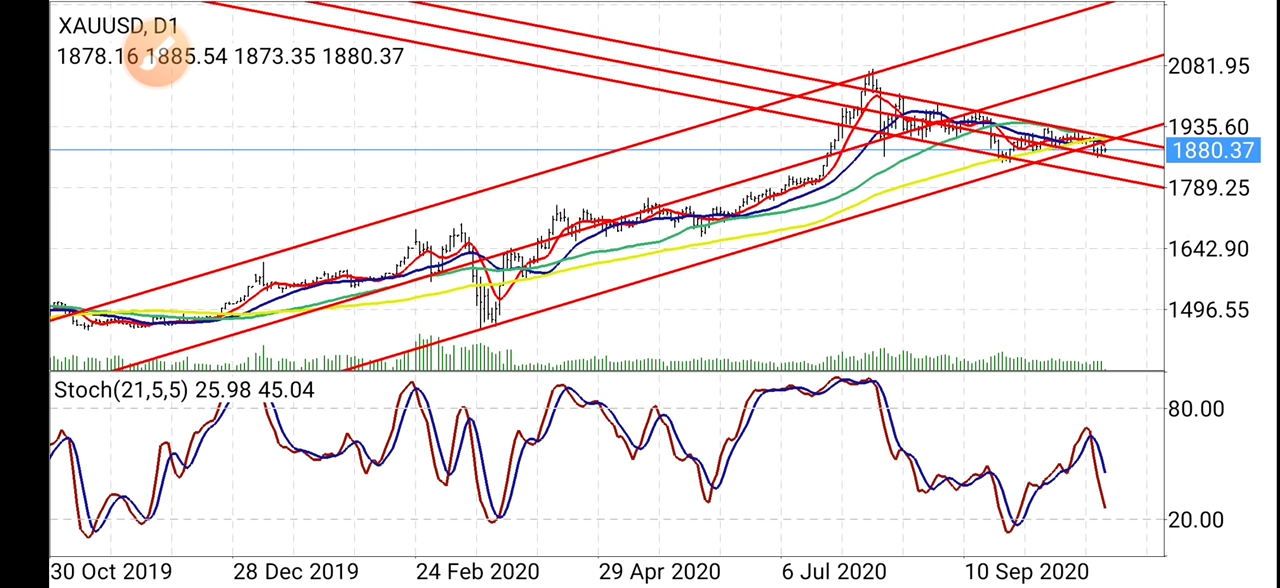 XAUUSD, D1
1878.16 1885.54 1873.35 1880.37
2081.95
1935.60
1880.37
1789.25
1642.90
1496.55
Stoch(21,5,5) 25.98 45.04
80.00
20.00
30 Oct 2019 28 Dec 2019 24 Feb 2020 29 Apr 2020 6 Jul 2020 10 Sep 2020